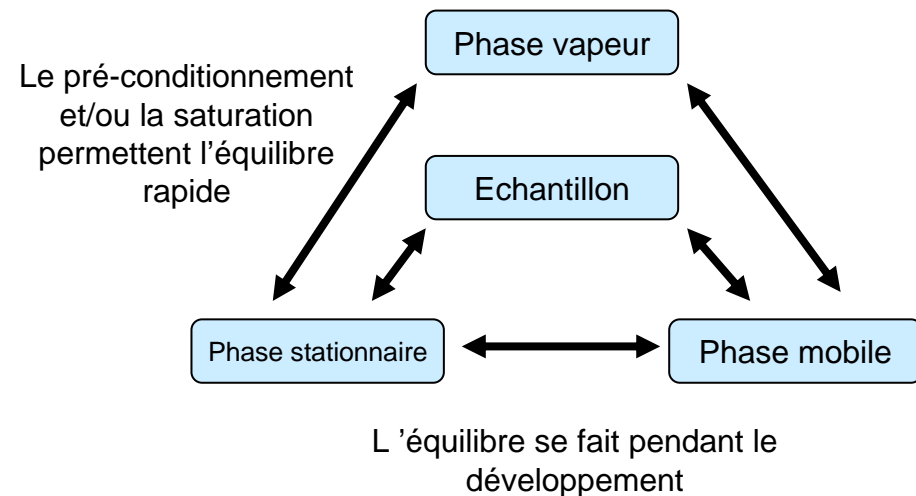 Phase vapeur
Le pré-conditionnement
et/ou la saturation
permettent l’équilibre
rapide
Echantillon
Phase stationnaire
Phase mobile
L ’équilibre se fait pendant le
développement